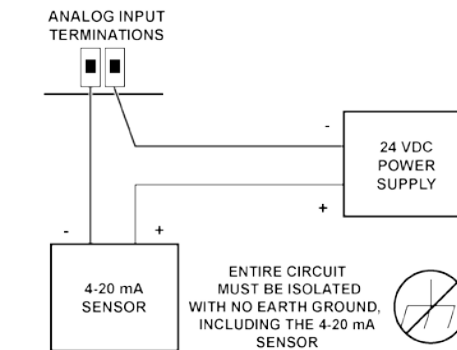 ANALOG INPUT
TERMINATIONS
-
24 VDC
POWER
SUPPLY
+
- +
4-20 mA
SENSOR
ENTIRE CIRCUIT
MUST BE ISOLATED
WITH NO EARTH GROUND,
INCLUDING THE 4-20 mA
SENSOR